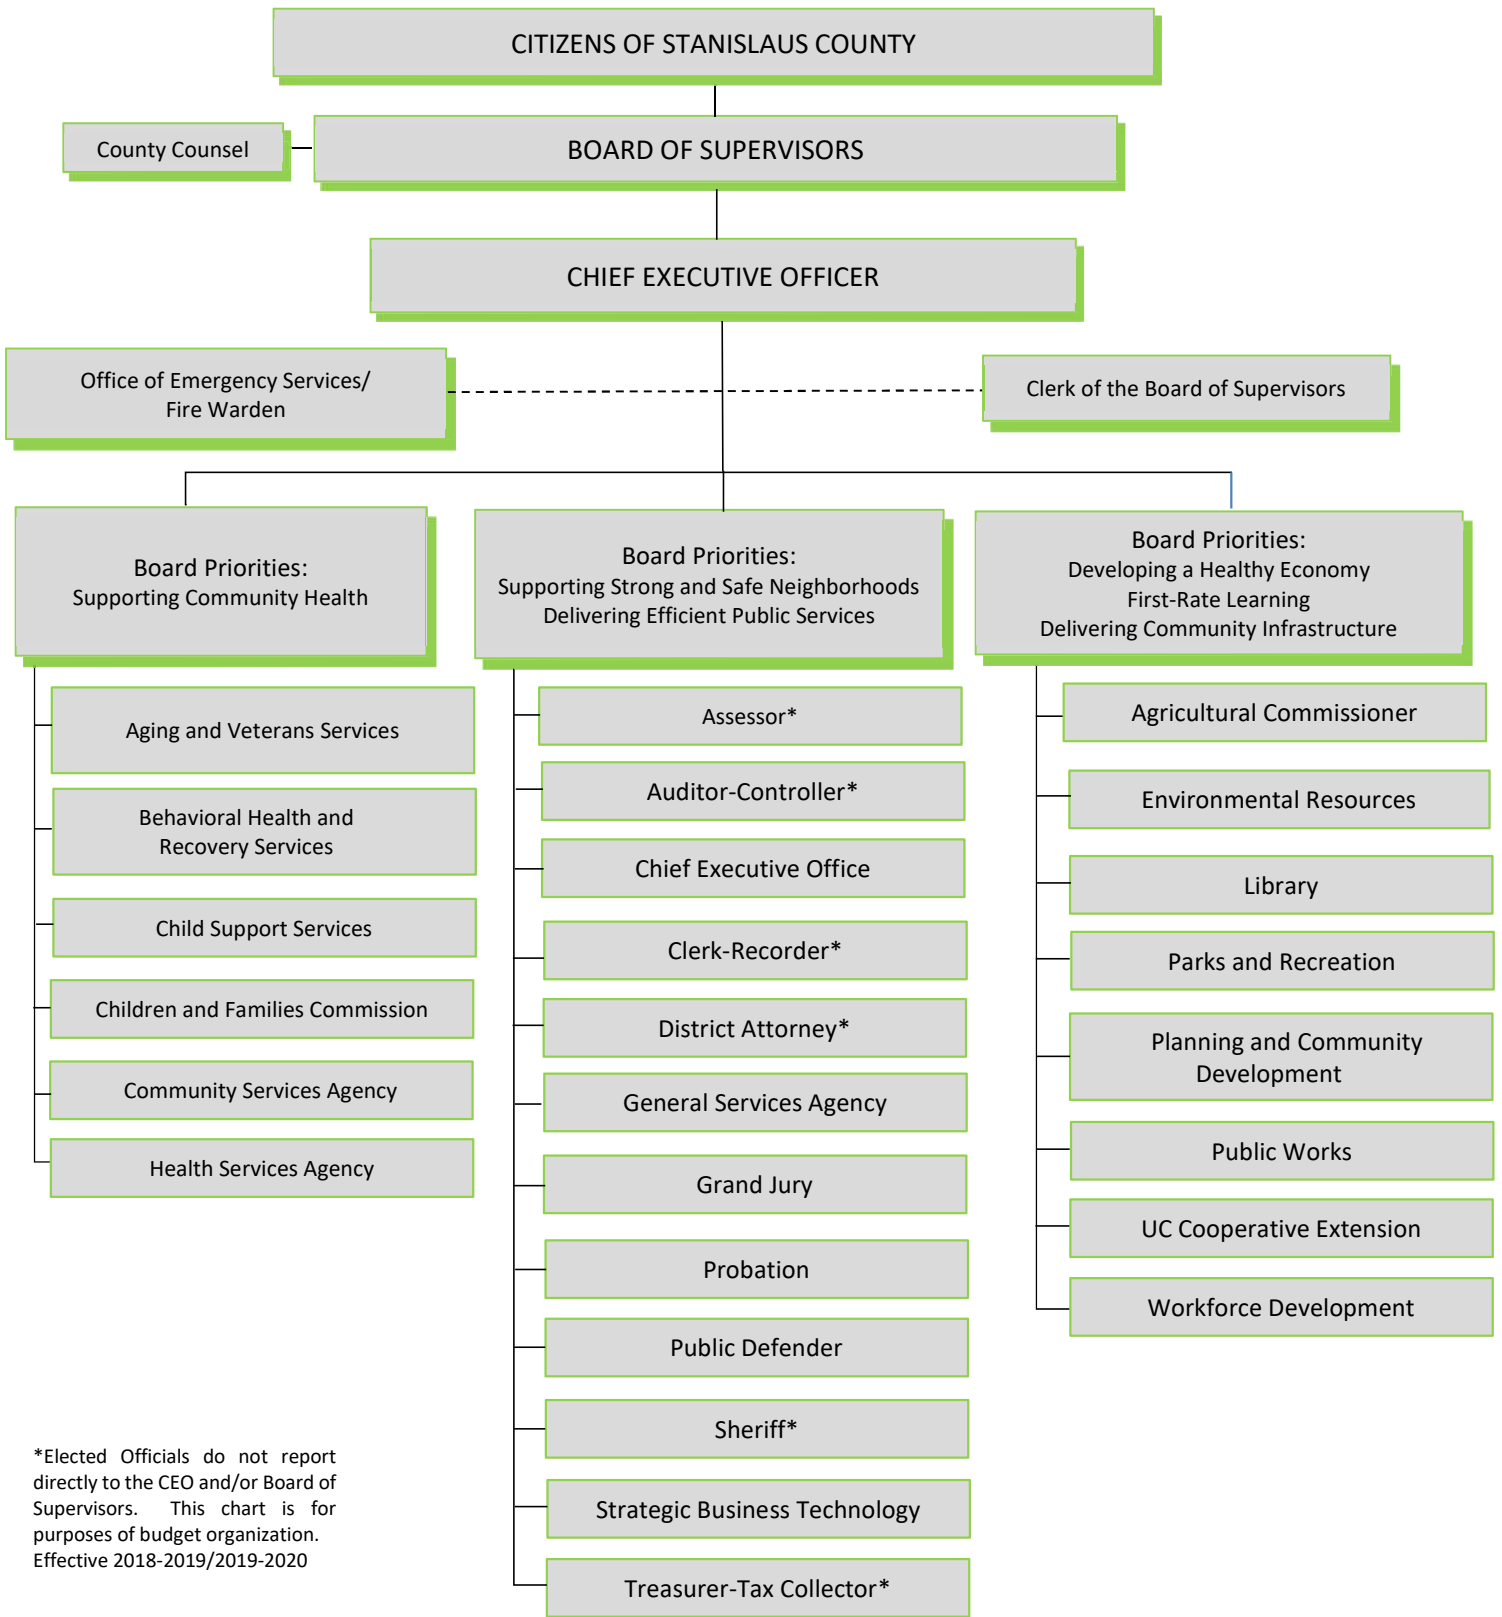 CITIZENS OF STANISLAUS COUNTY
County Counsel
BOARD OF SUPERVISORS
CHIEF EXECUTIVE OFFICER
Office of Emergency Services/
Fire Warden
Clerk of the Board of Supervisors
Board Priorities:
Supporting Community Health
Aging and Veterans Services
Behavioral Health and
Recovery Services
Child Support Services
Children and Families Commission
Community Services Agency
Health Services Agency
Board Priorities:
Supporting Strong and Safe Neighborhoods
Delivering Efficient Public Services
Assessor*
Auditor-Controller*
Chief Executive Office
Clerk-Recorder*
District Attorney*
General Services Agency
Grand Jury
Probation
Public Defender
Sheriff*
Strategic Business Technology
Treasurer-Tax Collector*
Board Priorities:
Developing a Healthy Economy
First-Rate Learning
Delivering Community Infrastructure
Agricultural Commissioner
Environmental Resources
Library
Parks and Recreation
Planning and Community
Development
Public Works
UC Cooperative Extension
Workforce Development
*Elected Officials do not report
directly to the CEO and/or Board of
Supervisors. This chart is for
purposes of budget organization.
Effective 2018-2019/2019-2020